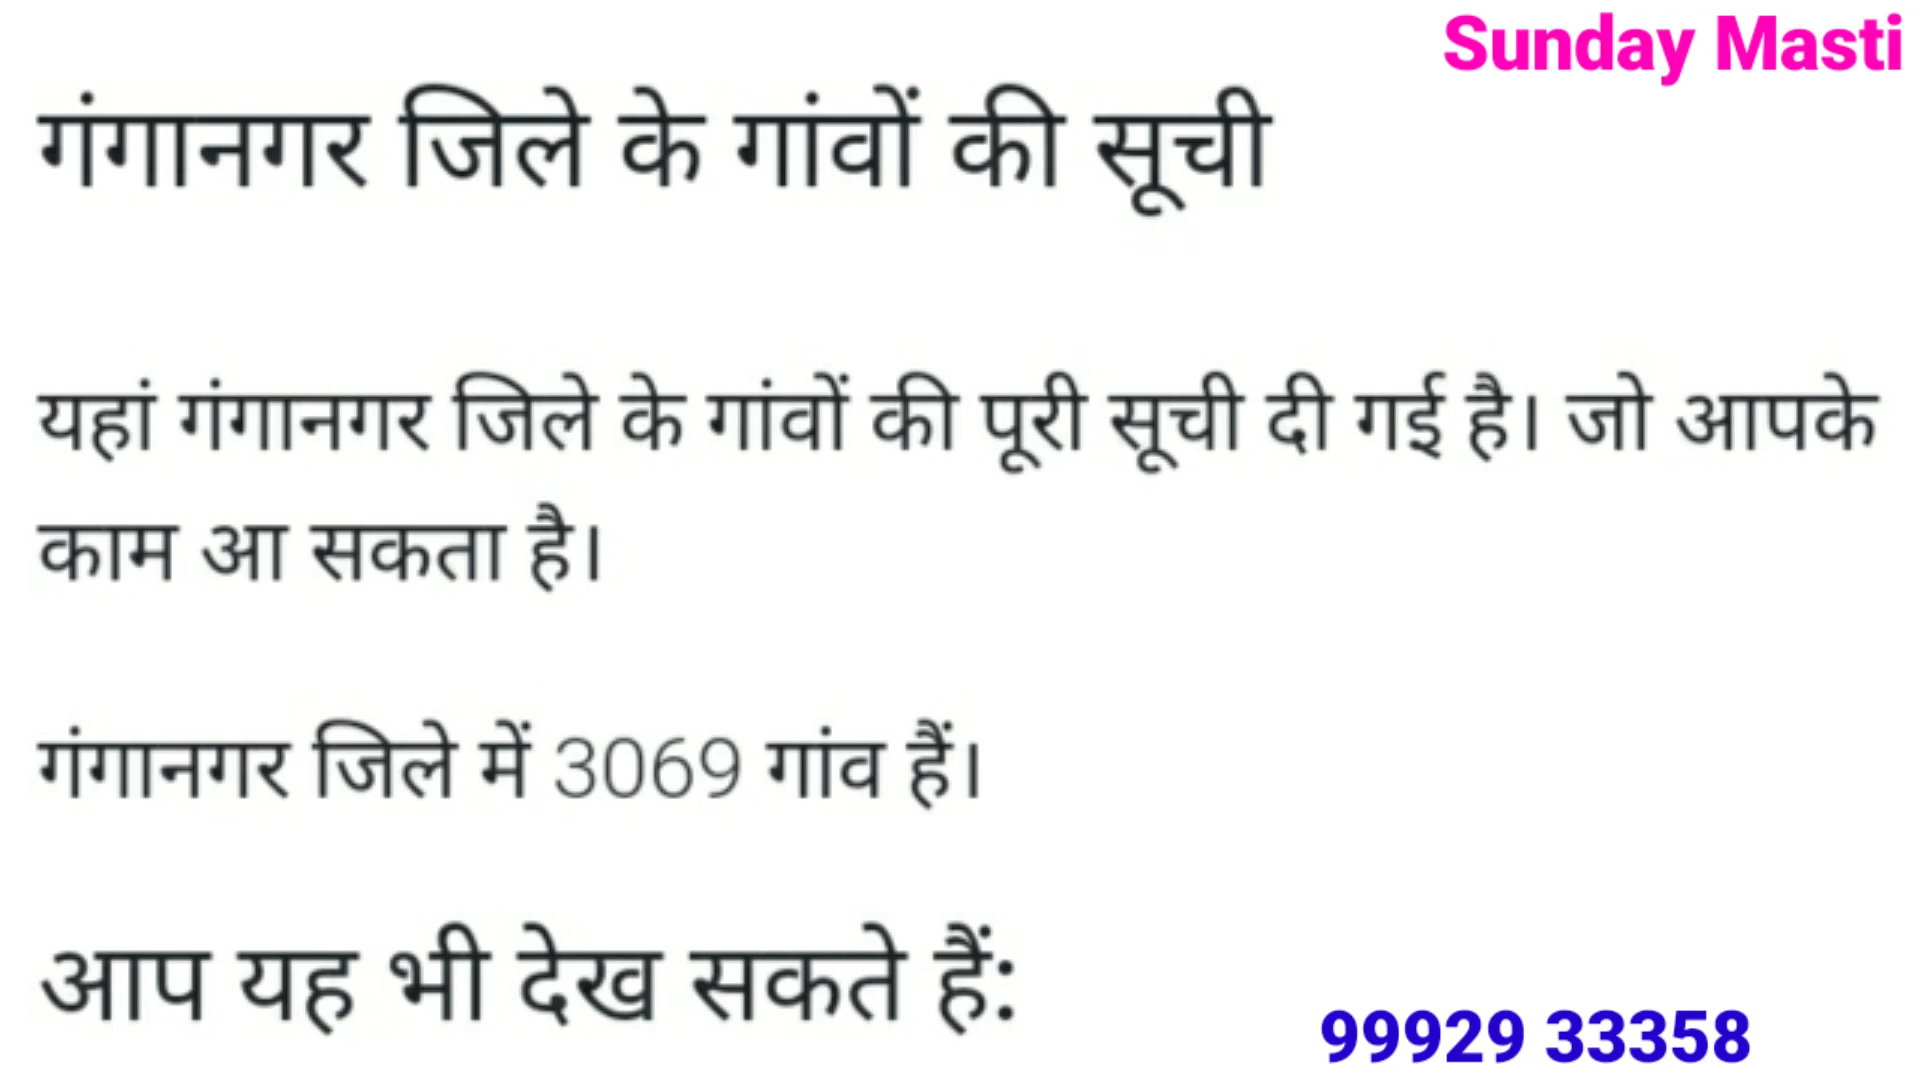 Sunday Masti
गंगानगर जिले के गांवों की सूची
यहां गंगानगर जिले के गांवों की पूरी सूची दी गई है। जो आपके
काम आ सकता है।
गंगानगर जिले में 3069 गांव हैं।
आप यह भी देख सकते हैं:
99929 33358